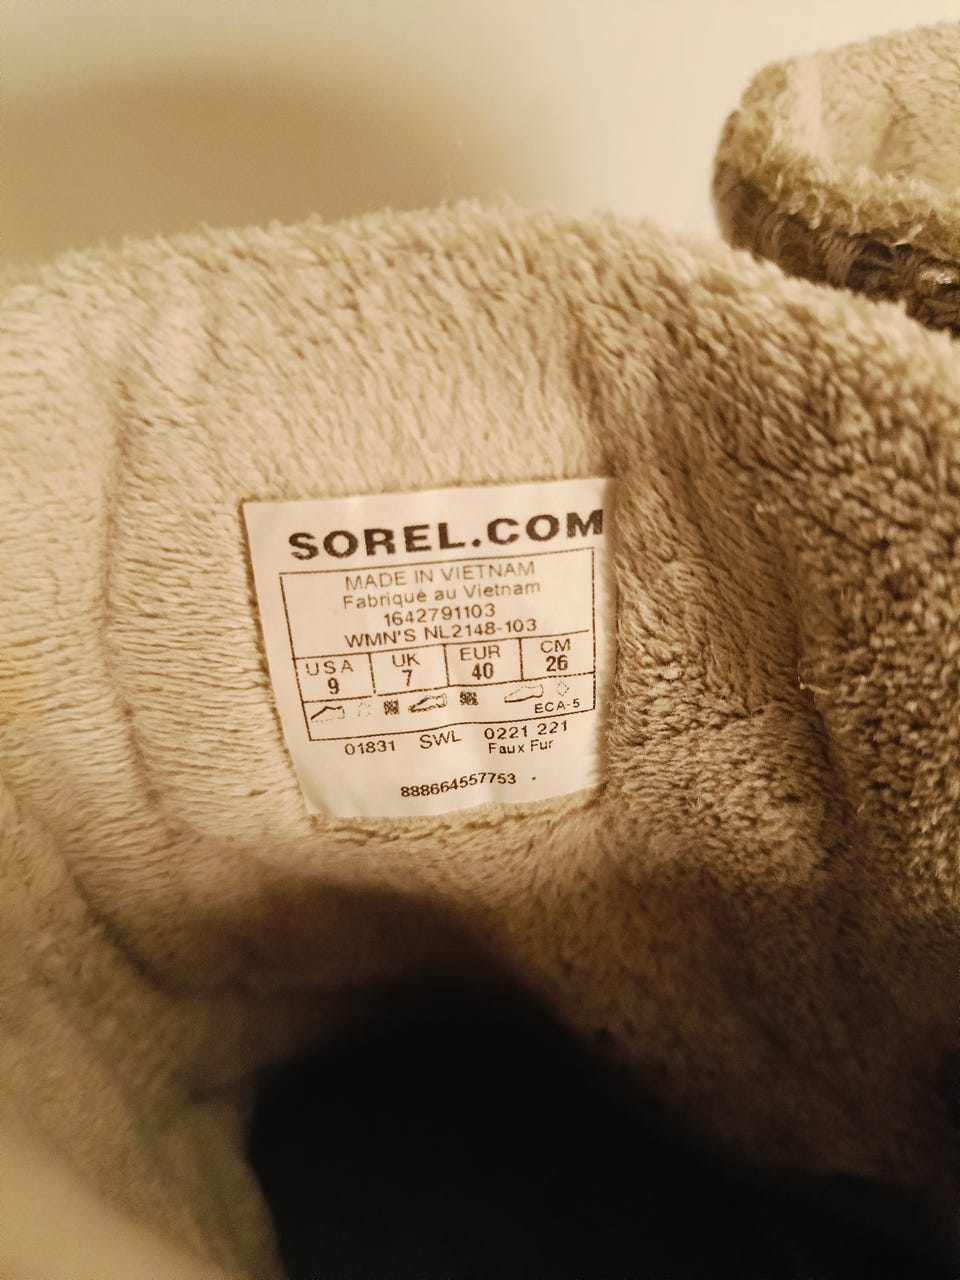 SOREL.COM
MADE IN VIETNAM
Fabriqué au Vietnam
1642791103
WMN'S NL2148-103
USA UK EUR CM
9 7 40 26
ECA-5
01831 SWL 0221 221
Faux Fur
888664557753